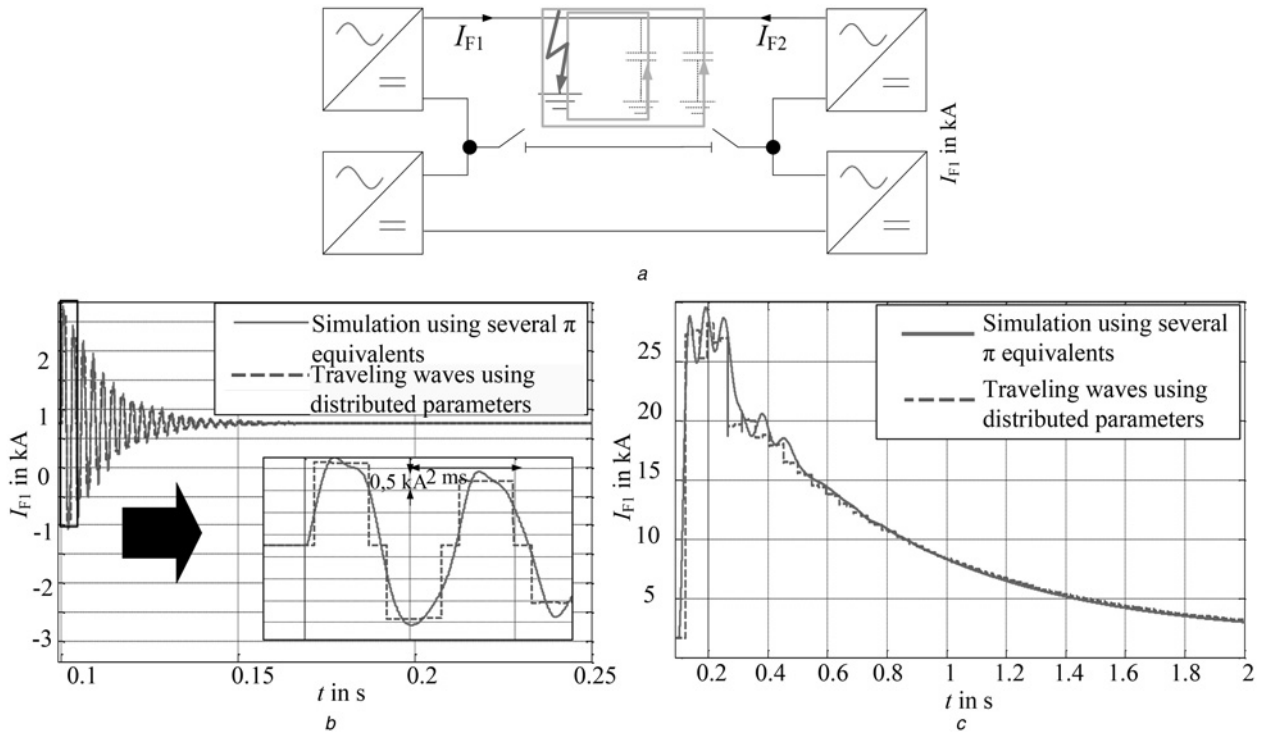 I_F1
I_F2
I_F1 in kA
a
Simulation using several π
equivalents
Traveling waves using
distributed parameters
0,5 kA
2 ms
2
1
0
-1
-2
-3
I_F1 in kA
0.1
0.15
0.2
0.25
t in s
b
Simulation using several
π equivalents
Traveling waves using
distributed parameters
25
20
15
10
5
I_F1 in kA
0.2
0.4
0.6
0.8
1
1.2
1.4
1.6
1.8
2
t in s
c